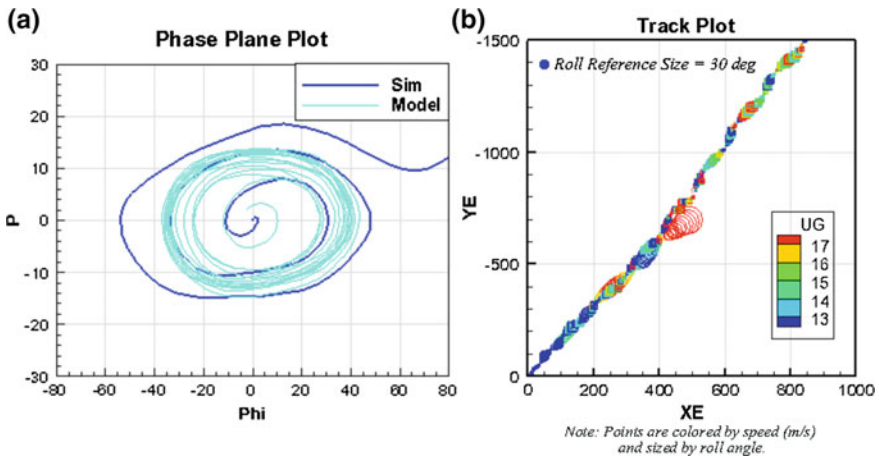 (a)
Phase Plane Plot
Sim
Model
30
20
10
0
-10
-20
-30
P
-80 -60 -40 -20 0 20 40 60 80
Phi
(b)
Track Plot
Roll Reference Size = 30 deg
-1500
-1000
-500
0
YE
UG
17
16
15
14
13
0 200 400 600 800 1000
XE
Note: Points are colored by speed (m/s)
and sized by roll angle.